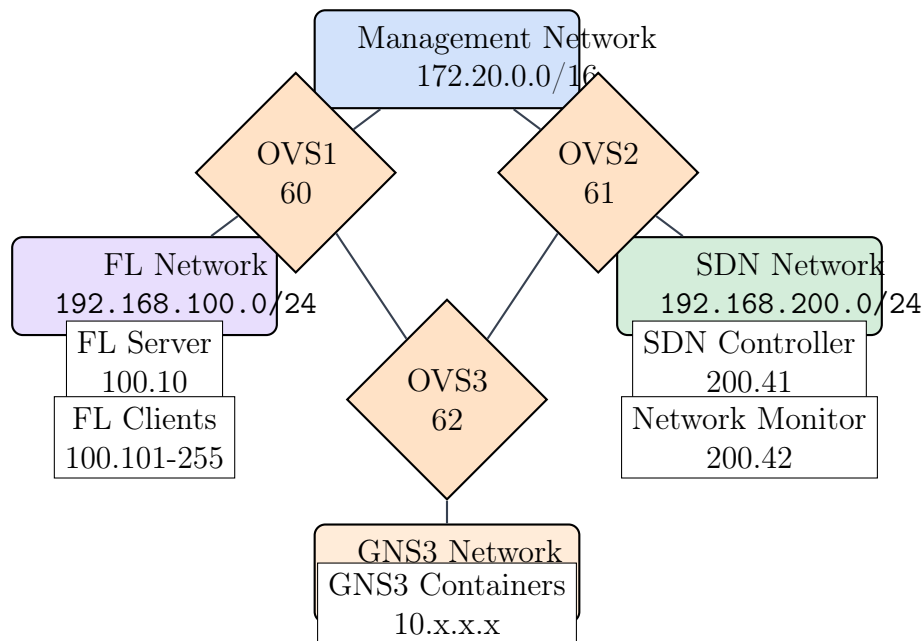 Management Network
172.20.0.0/16
OVS1
60
OVS2
61
FL Network
192.168.100.0/24
SDN Network
192.168.200.0/24
FL Server
100.10
SDN Controller
200.41
OVS3
62
FL Clients
100.101-255
Network Monitor
200.42
GNS3 Network
GNS3 Containers
10.x.x.x